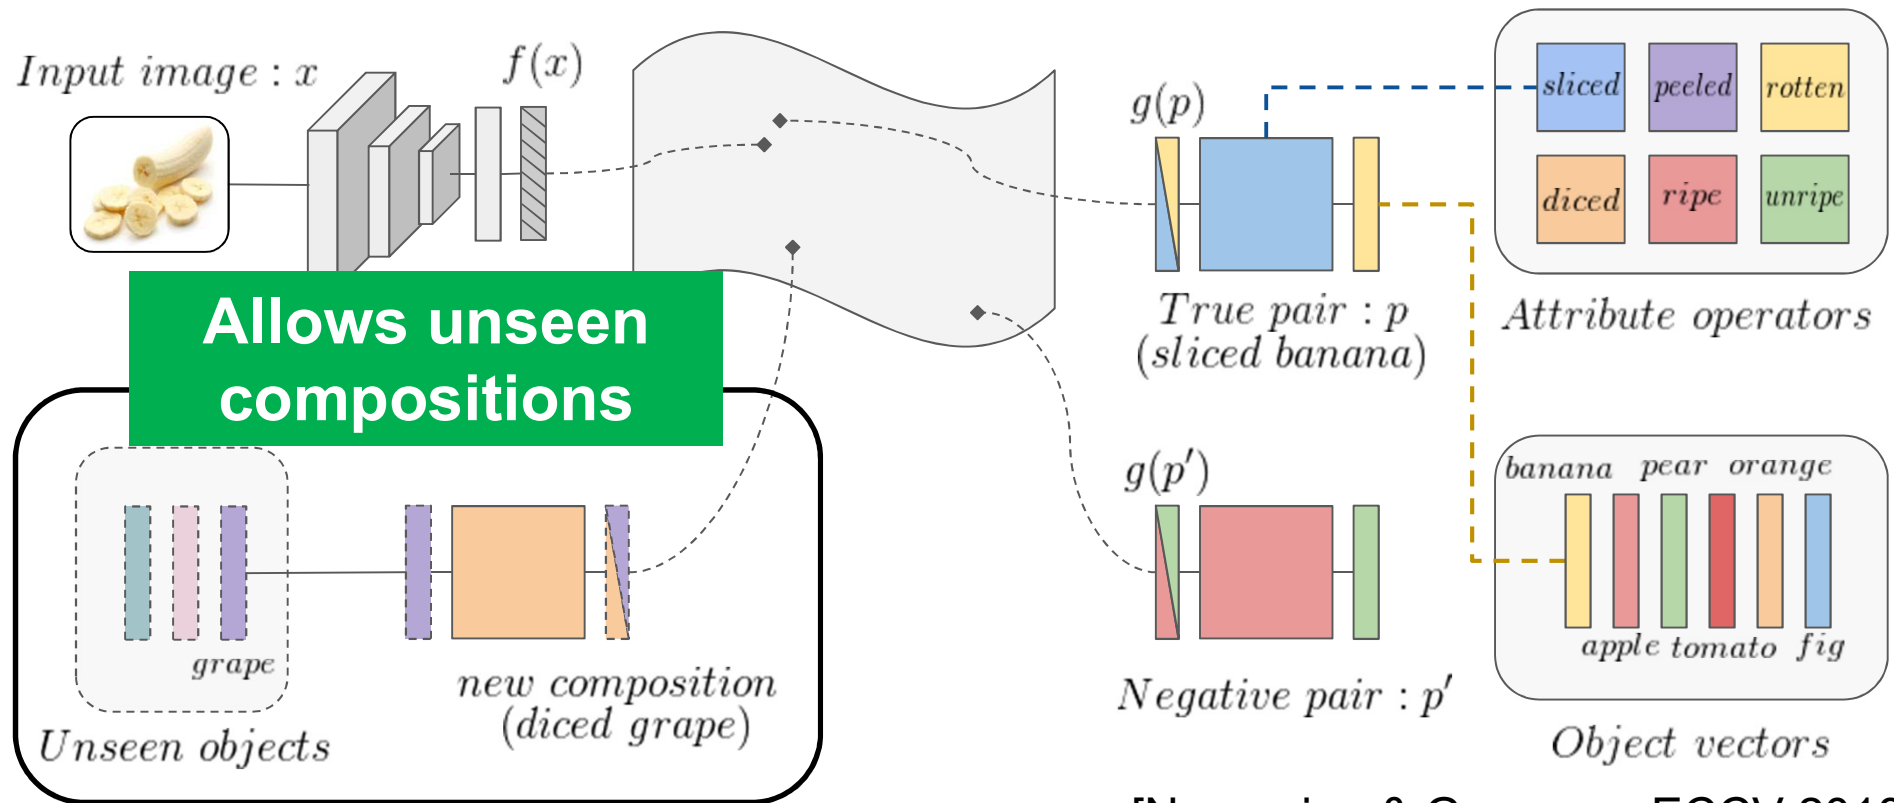 Input image : x
f(x)
g(p)
sliced peeled rotten
diced ripe unripe
Attribute operators
True pair : p
(sliced banana)
Allows unseen
compositions
grape
Unseen objects
new composition
(diced grape)
g(p′)
Negative pair : p′
banana pear orange
apple tomato fig
Object vectors